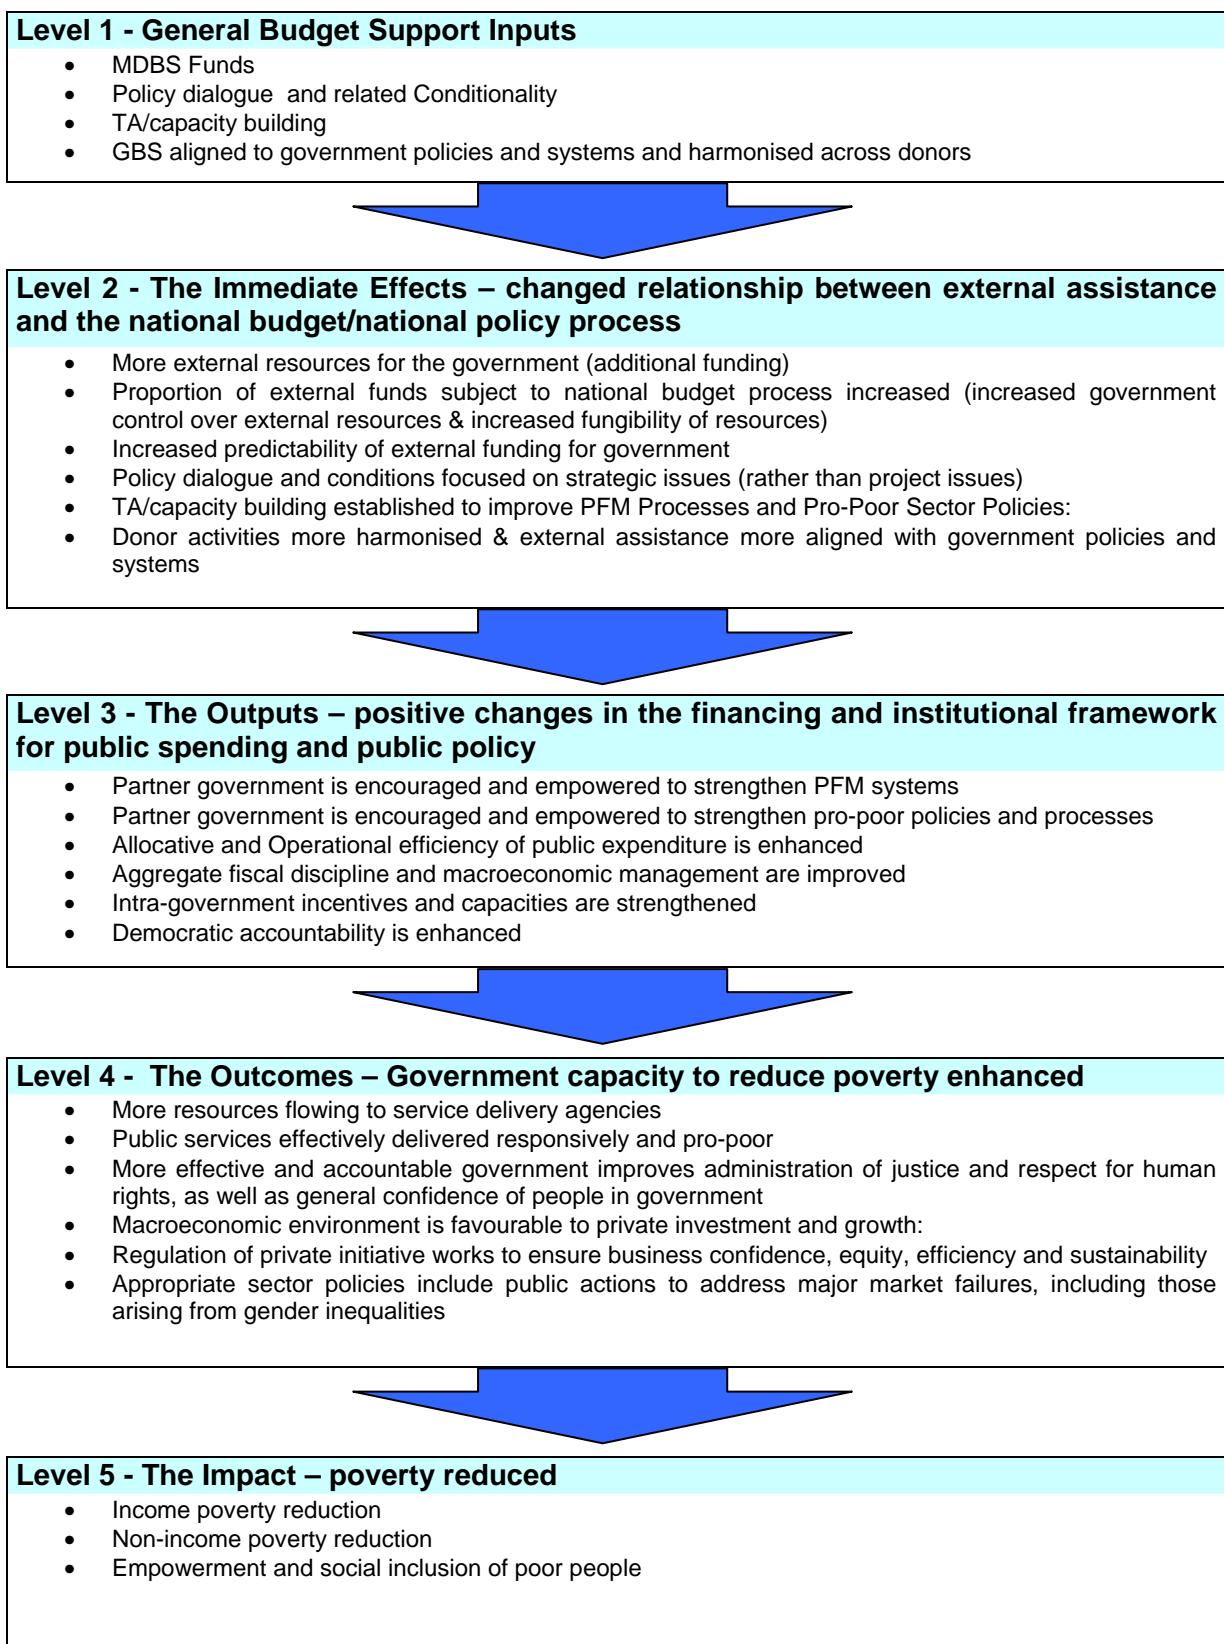 Level 1 - General Budget Support Inputs
• MDBS Funds
• Policy dialogue and related Conditionality
• TA/capacity building
• GBS aligned to government policies and systems and harmonised across donors
Level 2 - The Immediate Effects – changed relationship between external assistance
and the national budget/national policy process
• More external resources for the government (additional funding)
• Proportion of external funds subject to national budget process increased (increased government
control over external resources & increased fungibility of resources)
• Increased predictability of external funding for government
• Policy dialogue and conditions focused on strategic issues (rather than project issues)
• TA/capacity building established to improve PFM Processes and Pro-Poor Sector Policies:
• Donor activities more harmonised & external assistance more aligned with government policies and
systems
Level 3 - The Outputs – positive changes in the financing and institutional framework
for public spending and public policy
• Partner government is encouraged and empowered to strengthen PFM systems
• Partner government is encouraged and empowered to strengthen pro-poor policies and processes
• Allocative and Operational efficiency of public expenditure is enhanced
• Aggregate fiscal discipline and macroeconomic management are improved
• Intra-government incentives and capacities are strengthened
• Democratic accountability is enhanced
Level 4 - The Outcomes – Government capacity to reduce poverty enhanced
• More resources flowing to service delivery agencies
• Public services effectively delivered responsively and pro-poor
• More effective and accountable government improves administration of justice and respect for human
rights, as well as general confidence of people in government
• Macroeconomic environment is favourable to private investment and growth:
• Regulation of private initiative works to ensure business confidence, equity, efficiency and sustainability
• Appropriate sector policies include public actions to address major market failures, including those
arising from gender inequalities
Level 5 - The Impact – poverty reduced
• Income poverty reduction
• Non-income poverty reduction
• Empowerment and social inclusion of poor people